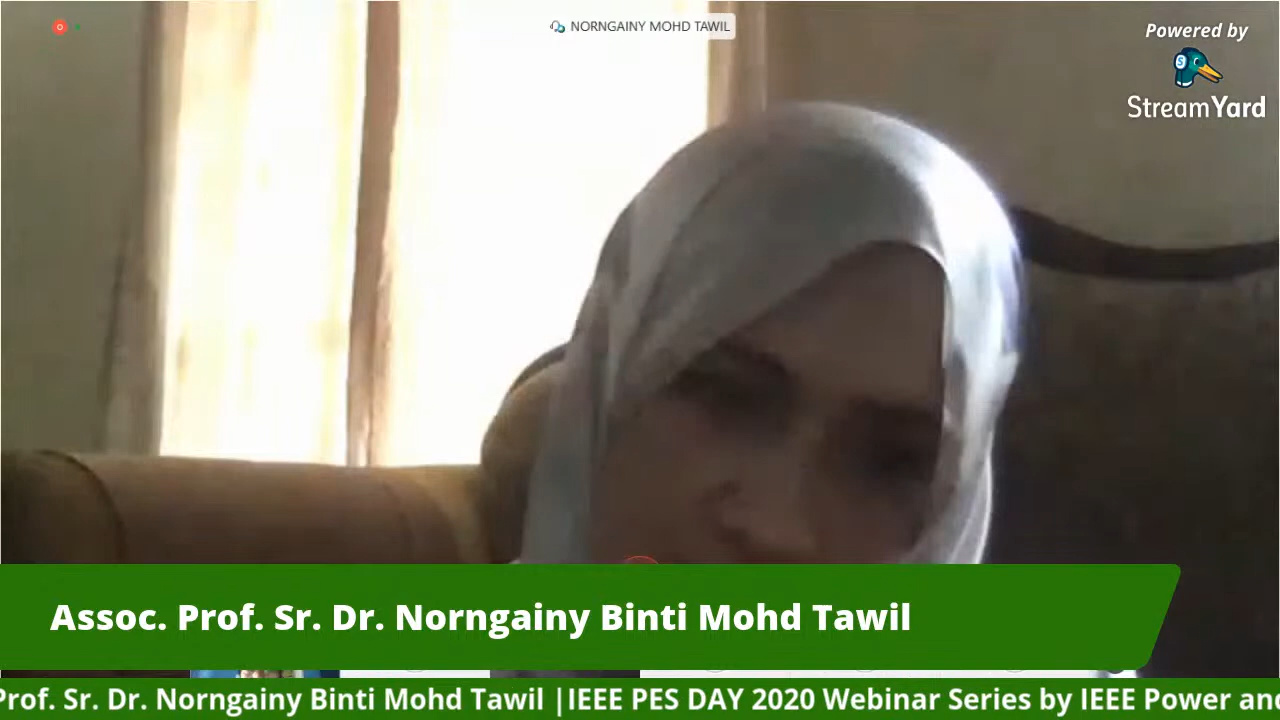 NORNGAINY MOHD TAWIL
Powered by
StreamYard
Assoc. Prof. Sr. Dr. Norngainy Binti Mohd Tawil
Prof. Sr. Dr. Norngainy Binti Mohd Tawil |IEEE PES DAY 2020 Webinar Series by IEEE Power and